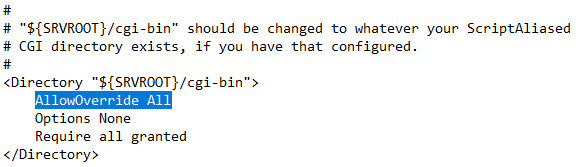 #
# "${SRVROOT}/cgi-bin" should be changed to whatever your ScriptAliased
# CGI directory exists, if you have that configured.
#
<Directory "${SRVROOT}/cgi-bin">
    AllowOverride All
    Options None
    Require all granted
</Directory>